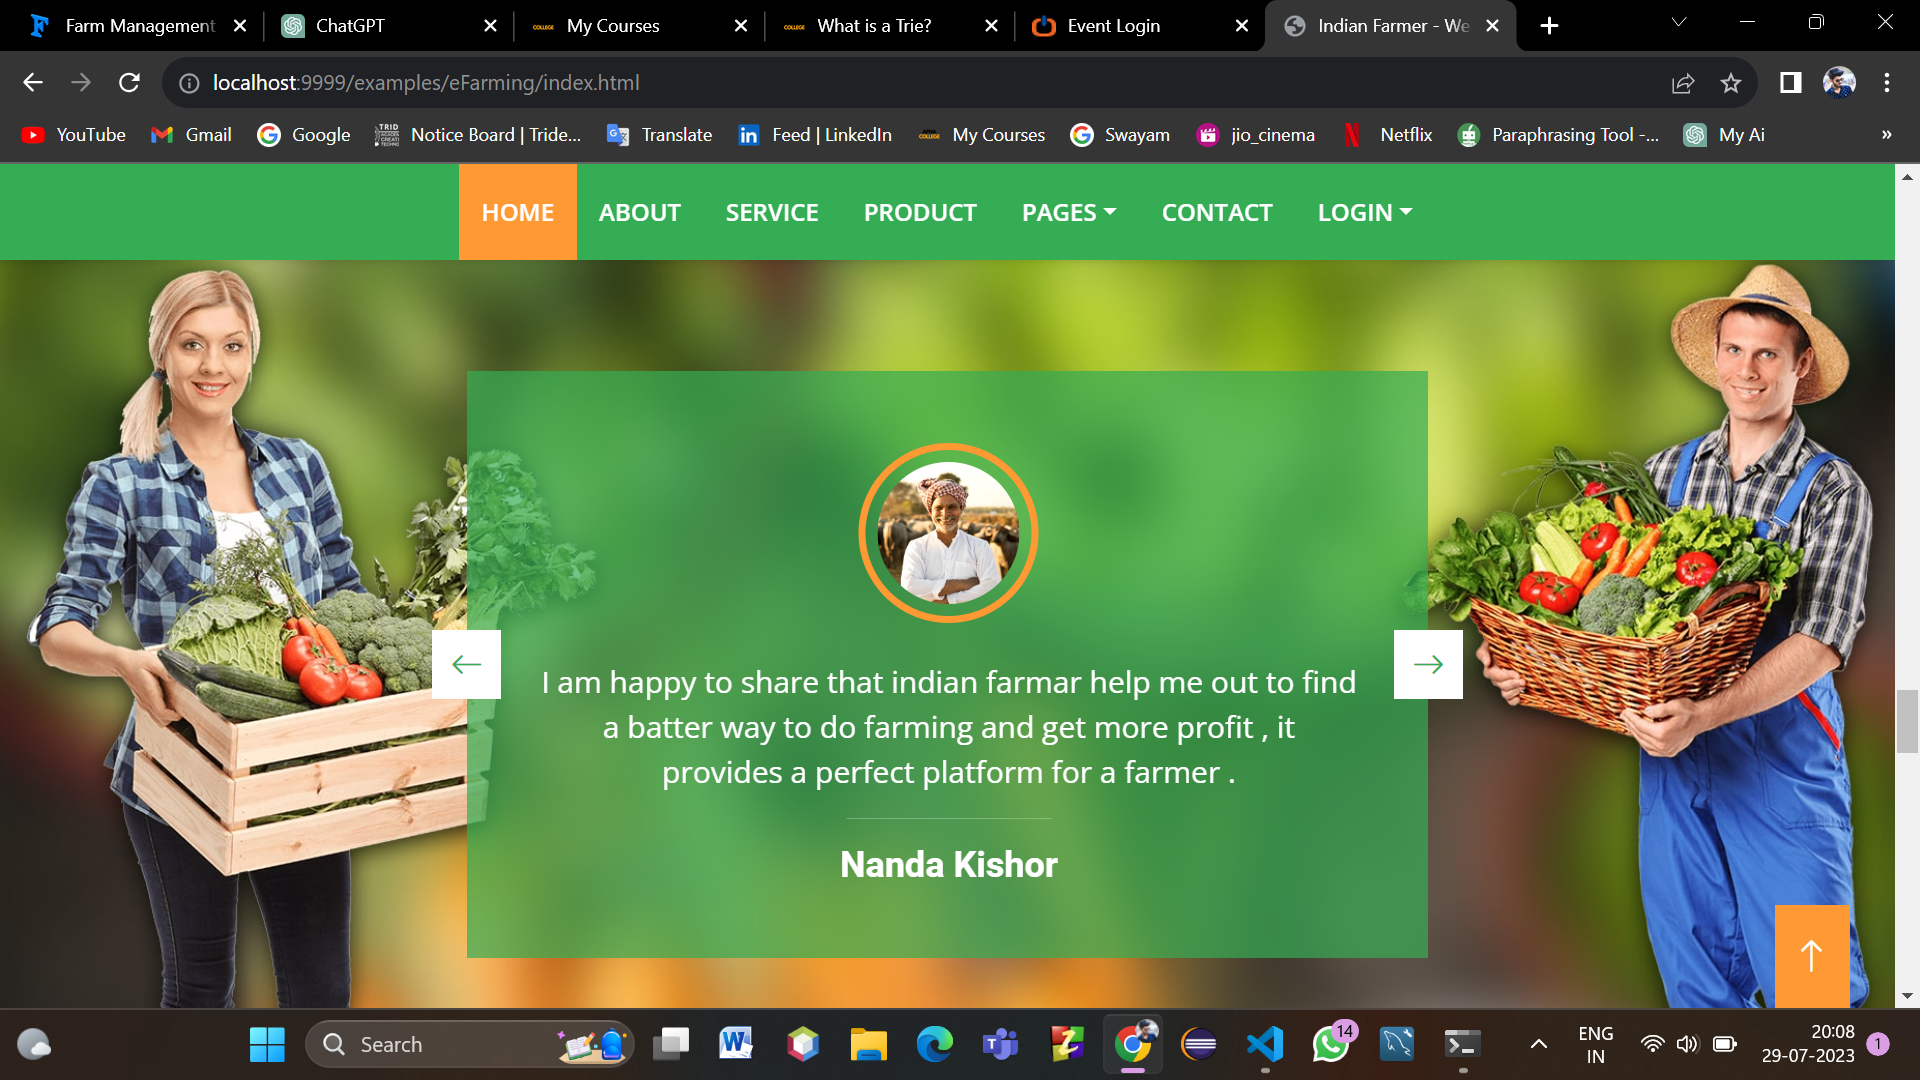 Farm Management
ChatGPT
My Courses
What is a Trie?
Event Login
Indian Farmer - We
localhost:9999/examples/eFarming/index.html
YouTube
Gmail
Google
Notice Board | Tride...
Translate
Feed | LinkedIn
My Courses
Swayam
jio_cinema
Netflix
Paraphrasing Tool -...
My Ai
»
HOME
ABOUT
SERVICE
PRODUCT
PAGES
CONTACT
LOGIN
I am happy to share that indian farmar help me out to find
a batter way to do farming and get more profit , it
provides a perfect platform for a farmer .
Nanda Kishor
Search
14
ENG
IN
20:08
29-07-2023
1